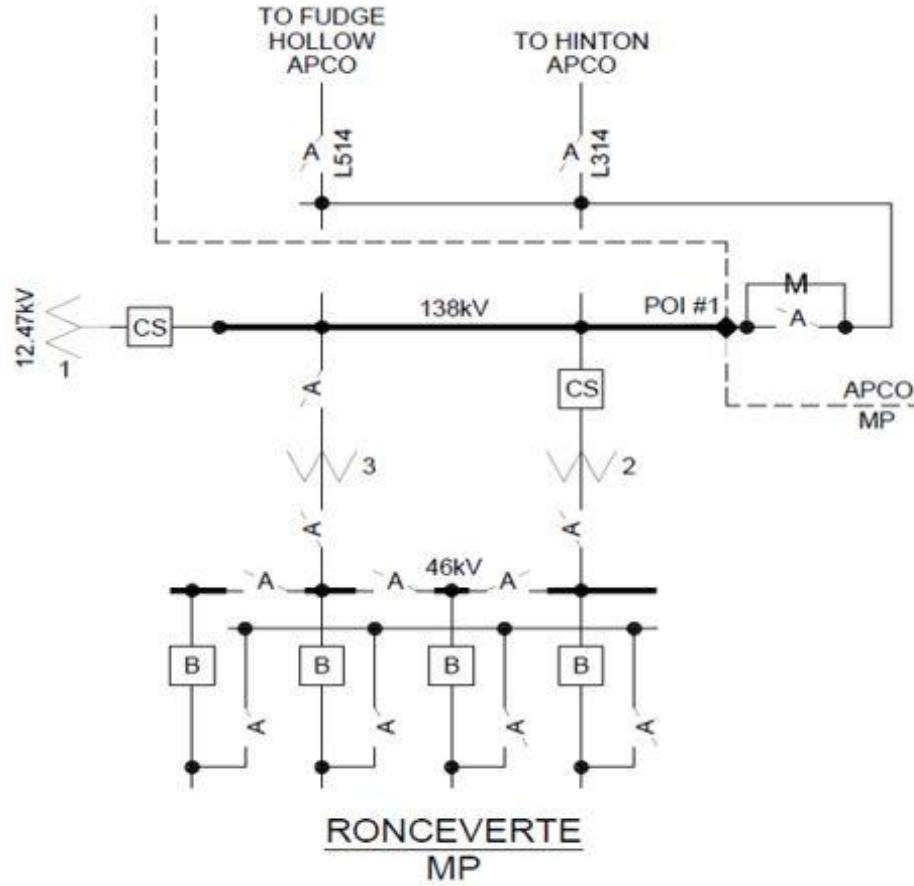 TO FUDGE
HOLLOW
APCO
TO HINTON
APCO
A
L514
A
L314
M
138kV
POI #1
A
12.47kV
1
CS
A
CS
APCO
MP
3
2
A
A
46kV
A
A
A
B
B
B
B
A
A
A
A
RONCEVERTE
MP